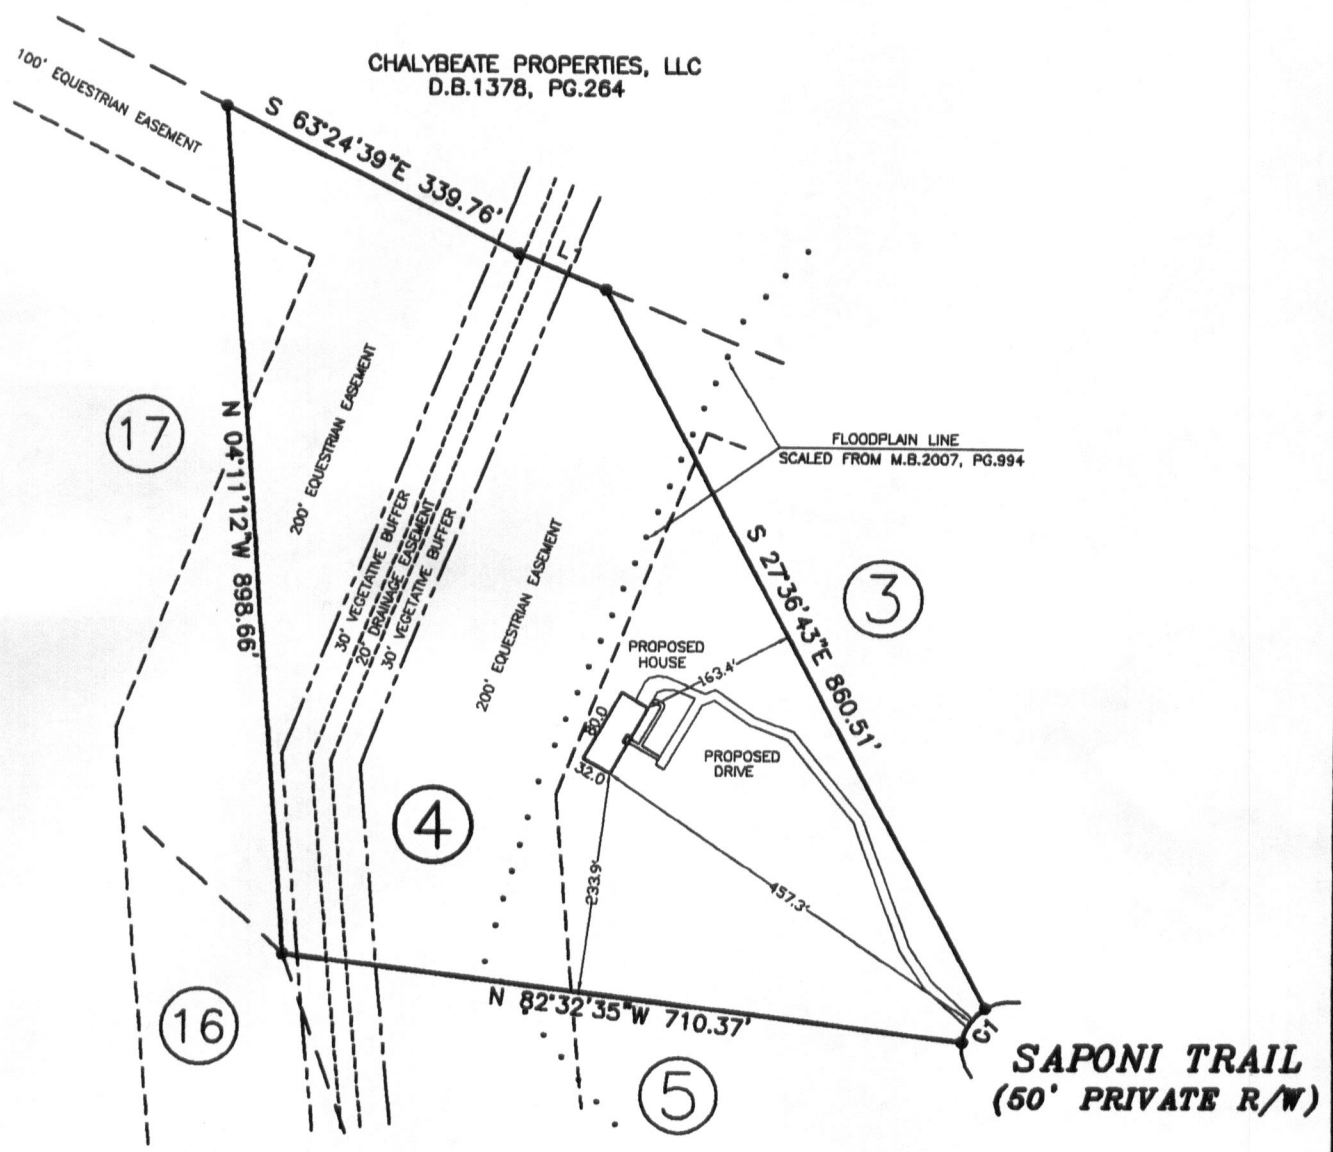 CHALYBEATE PROPERTIES, LLC
D.B.1378, PG.264
100' EQUESTRIAN EASEMENT
S 63°24'39"E 339.76'
L1
17
N 04°11'12"W 898.66'
200' EQUESTRIAN EASEMENT
30' VEGETATIVE BUFFER
20' DRAINAGE EASEMENT
30' VEGETATIVE BUFFER
200' EQUESTRIAN EASEMENT
FLOODPLAIN LINE
SCALED FROM M.B.2007, PG.994
S 27°36'43"E 860.51'
3
PROPOSED
HOUSE
163.4'
80.0
32.0
PROPOSED
DRIVE
4
233.9'
457.3'
N 82°32'35"W 710.37'
C1
16
5
SAPONI TRAIL
(50' PRIVATE R/W)